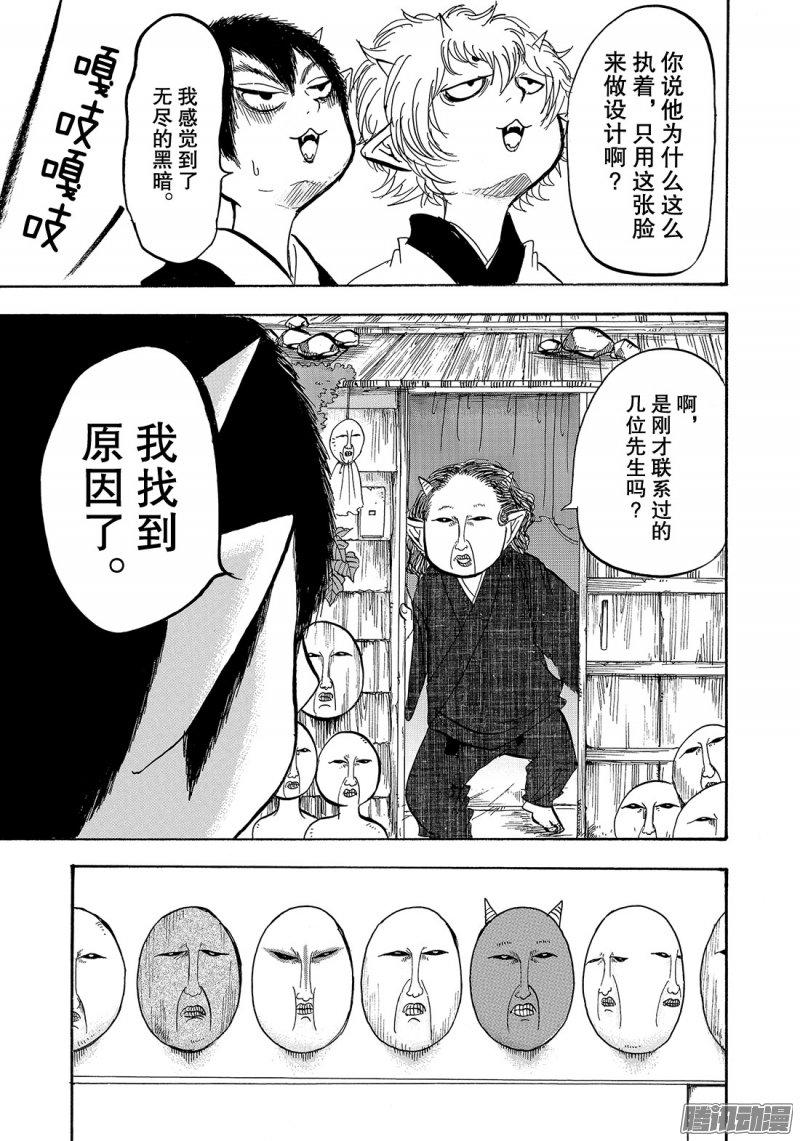 你说他为什么这么
执着，只用这张脸
来做设计啊？
我感觉到了
无尽的黑暗。
嘎吱嘎吱
啊，
是刚才联系过的
几位先生吗？
我找到
原因了。
腾讯动漫